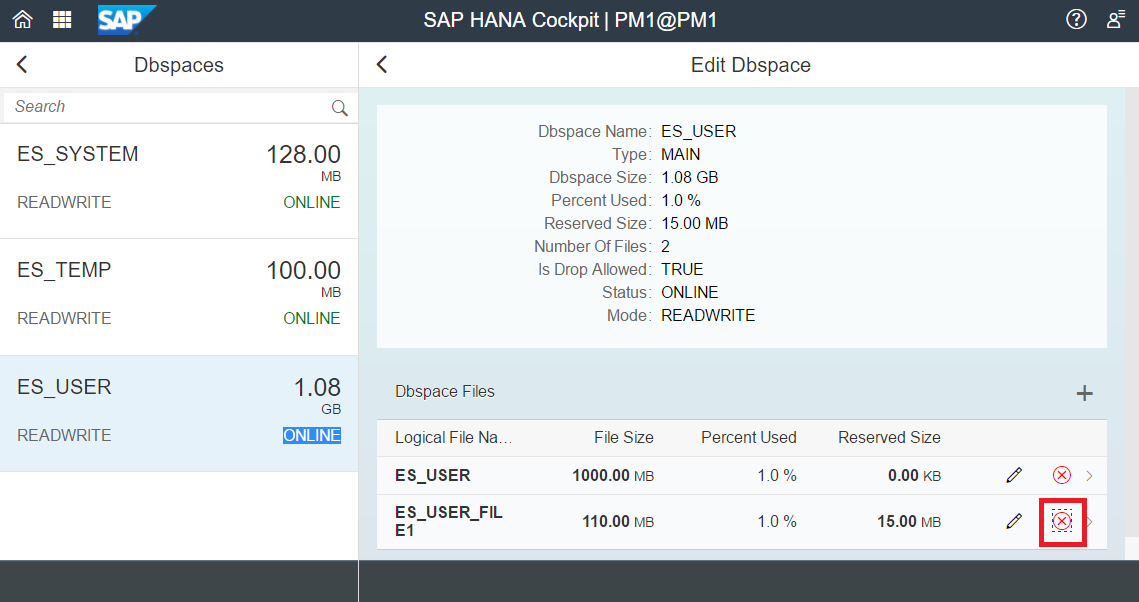 SAP
SAP HANA Cockpit | PM1@PM1
Dbspaces
Search
ES_SYSTEM 128.00
MB
READWRITE ONLINE
ES_TEMP 100.00
MB
READWRITE ONLINE
ES_USER 1.08
GB
READWRITE ONLINE
Edit Dbspace
Dbspace Name: ES_USER
Type: MAIN
Dbspace Size: 1.08 GB
Percent Used: 1.0 %
Reserved Size: 15.00 MB
Number Of Files: 2
Is Drop Allowed: TRUE
Status: ONLINE
Mode: READWRITE
Dbspace Files
Logical File Na... File Size Percent Used Reserved Size
ES_USER 1000.00 MB 1.0 % 0.00 KB
ES_USER_FIL
E1 110.00 MB 1.0 % 15.00 MB